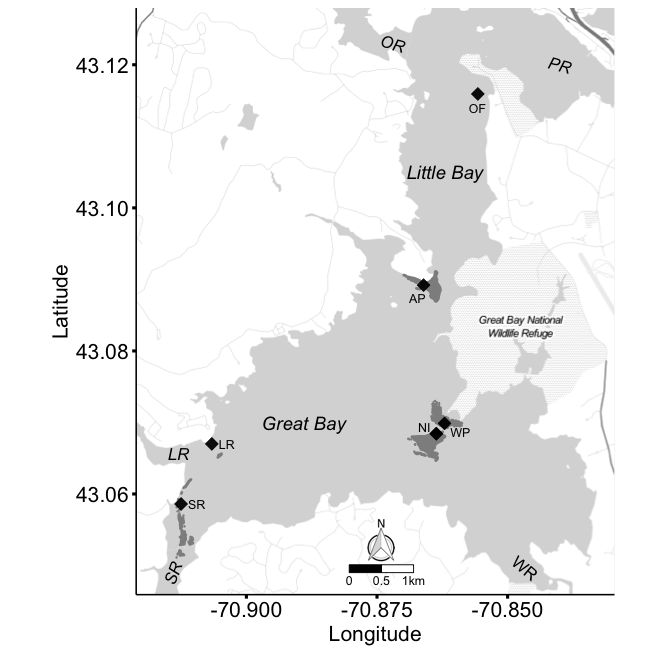 OR
43.12
PR
OF
Little Bay
43.10
AP
Great Bay National
Wildlife Refuge
43.08
Great Bay
NI
WP
LR
LR
43.06
SR
N
WR
SR
0 0.5 1km
-70.900 -70.875 -70.850
Longitude
Latitude